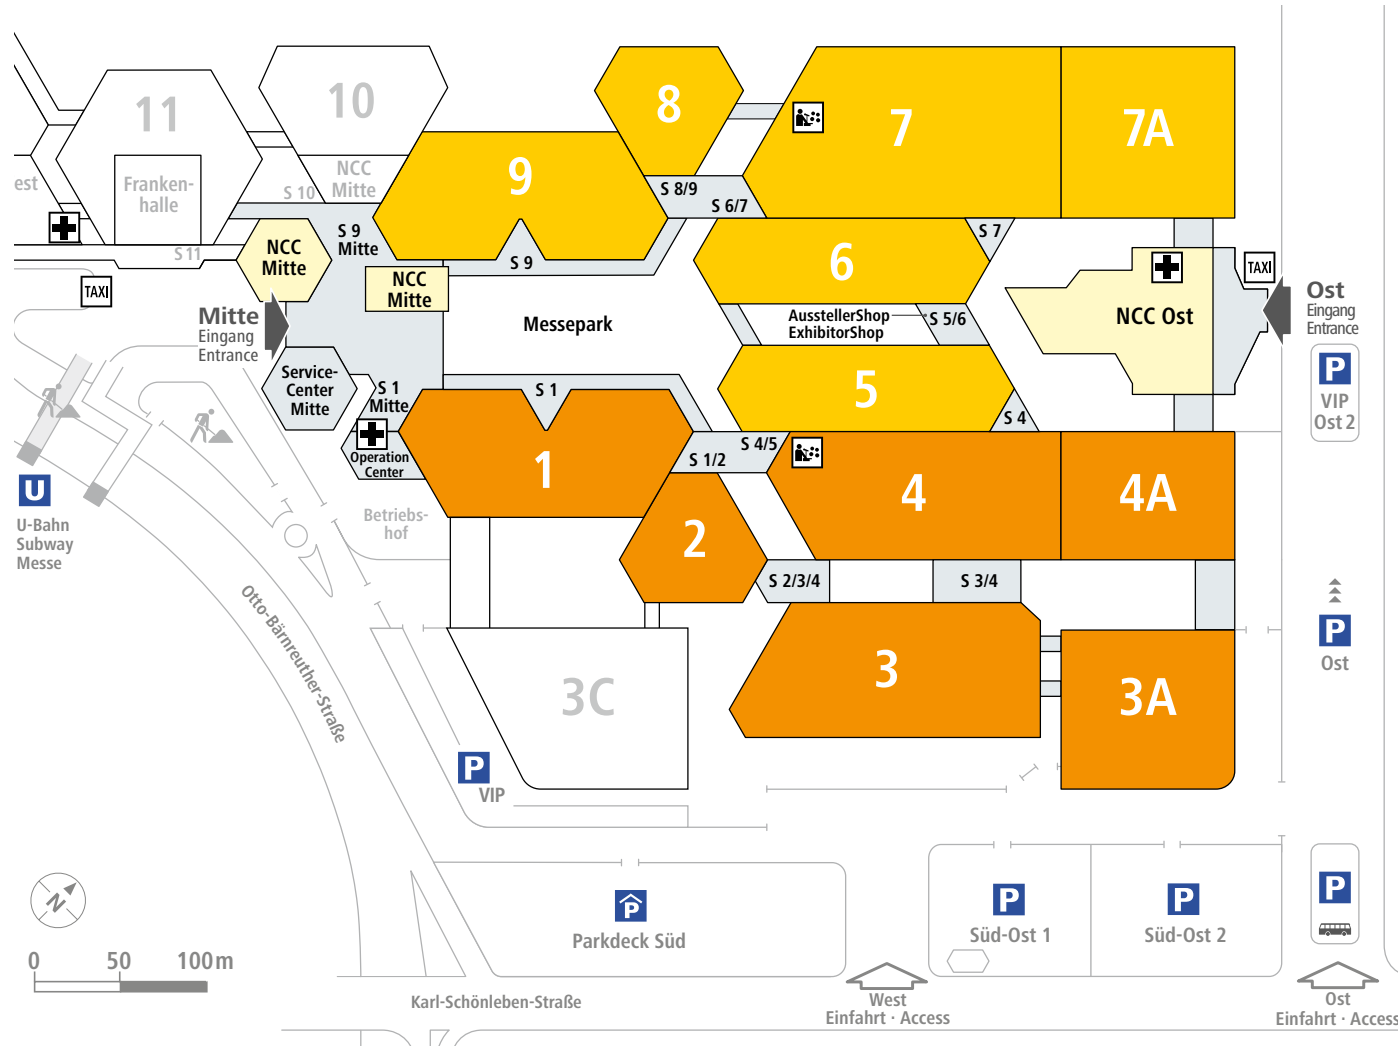 11
10
8
7
7A
9
Franken-
halle
est
NCC
Mitte
S 10
S 8/9
S 6/7
S 11
NCC
Mitte
S 9
Mitte
S 9
NCC
Mitte
6
S 7
TAXI
TAXI
Mitte
Eingang
Entrance
Messepark
AusstellerShop
ExhibitorShop
S 5/6
NCC Ost
Ost
Eingang
Entrance
P
VIP
Ost 2
Service-
Center
Mitte
S 1
Mitte
S 1
5
S 4
Operation
Center
1
S 4/5
S 1/2
4
4A
U
U-Bahn
Subway
Messe
Betriebs-
hof
2
S 2/3/4
S 3/4
Otto-Bärnreuther-Straße
3C
3
3A
P
Ost
P
VIP
N
0 50 100m
P
Parkdeck Süd
P
Süd-Ost 1
P
Süd-Ost 2
P
Karl-Schönleben-Straße
West
Einfahrt · Access
Ost
Einfahrt · Access